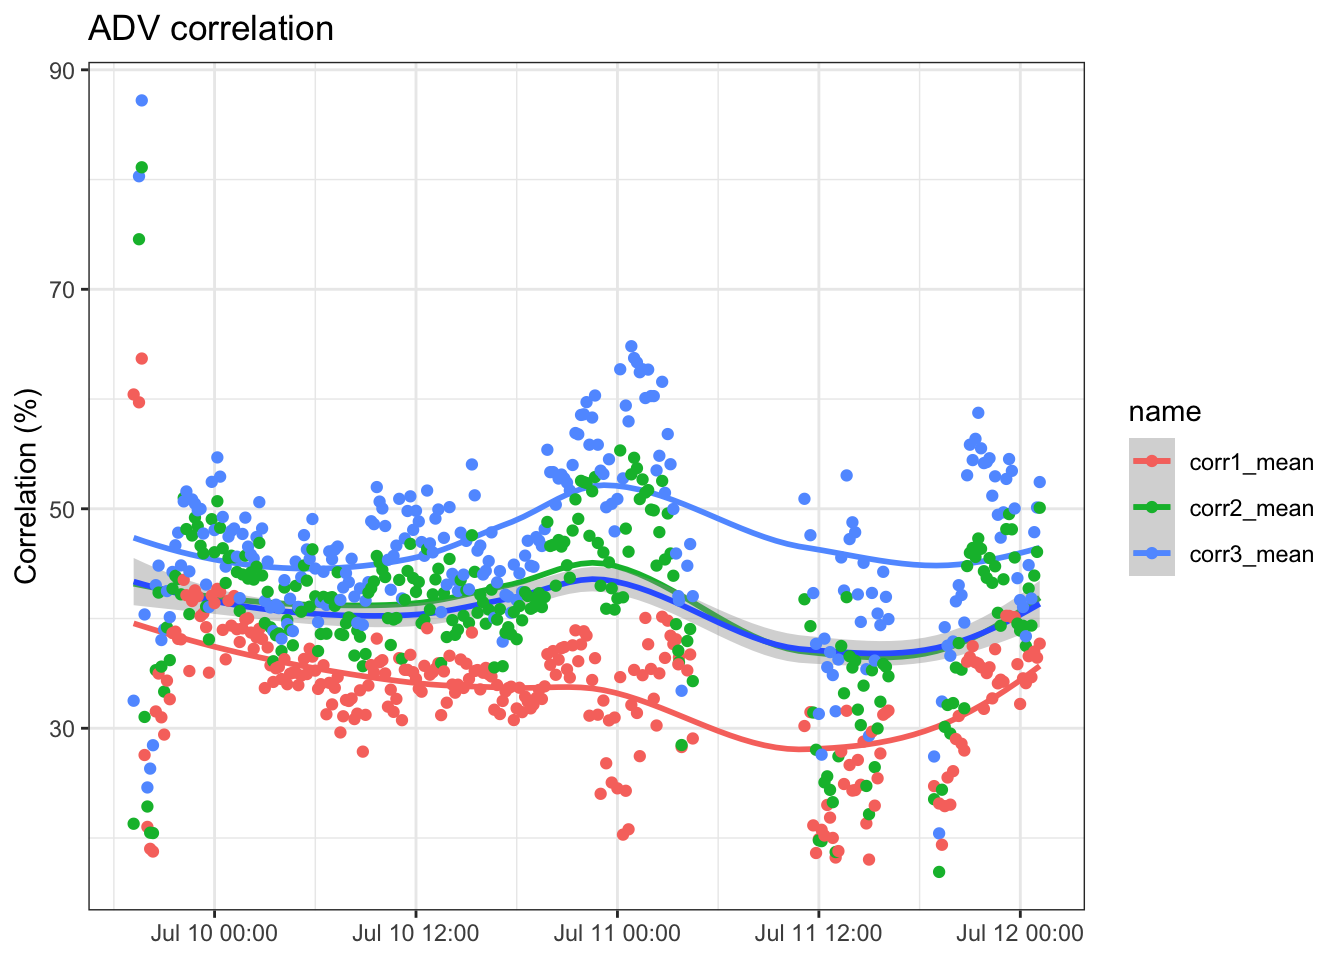 ADV correlation
90
70
50
30
Correlation (%)
Jul 10 00:00
Jul 10 12:00
Jul 11 00:00
Jul 11 12:00
Jul 12 00:00
name
corr1_mean
corr2_mean
corr3_mean